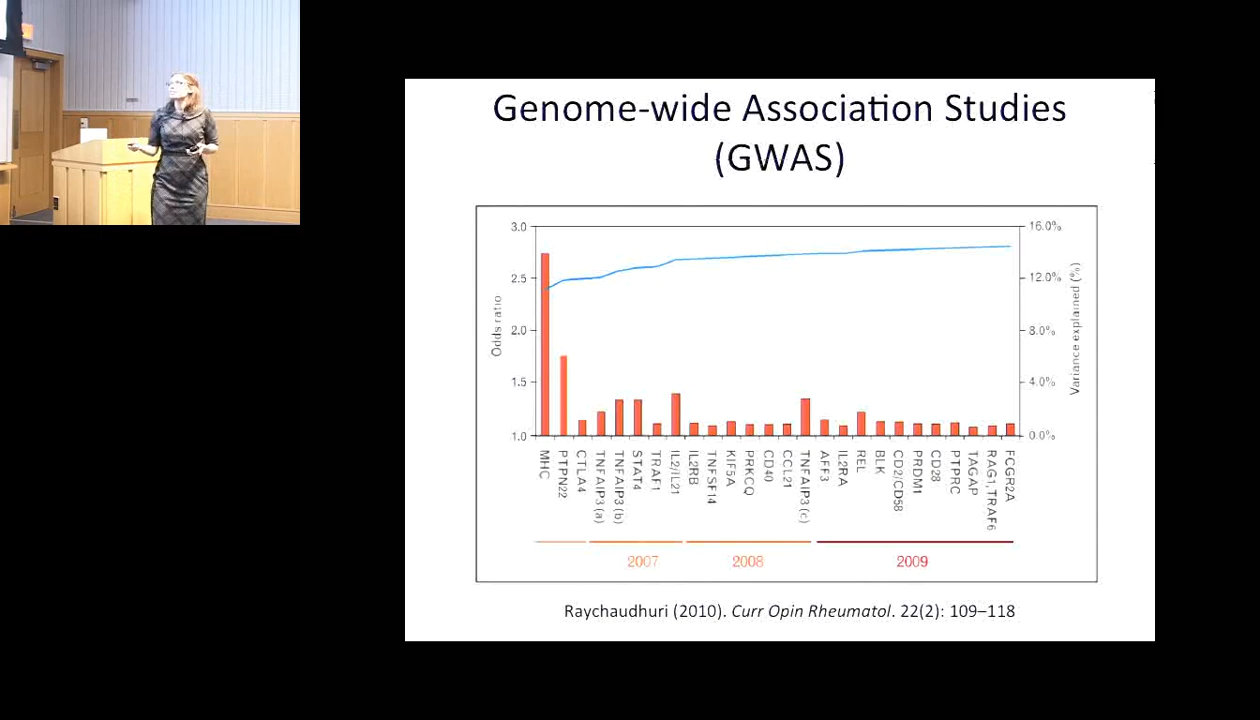 Genome-wide Association Studies
(GWAS)
3.0
2.5
2.0
1.5
1.0
Odds ratio
16.0%
12.0%
8.0%
4.0%
0.0%
Variance explained (%)
MHC
PTPN22
CTLA4
TNFAIP3 (a)
TNFAIP3 (b)
STAT4
TRAF1
IL2/IL21
IL2RB
TNFSF14
KIF5A
PRKCQ
CD40
CCL21
TNFAIP3 (c)
AFF3
IL2RA
REL
BLK
CD2/CD58
PRDM1
CD28
PTPRC
TAGAP
RAG1, TRAF6
FCGR2A
2007
2008
2009
Raychaudhuri (2010). Curr Opin Rheumatol. 22(2): 109–118